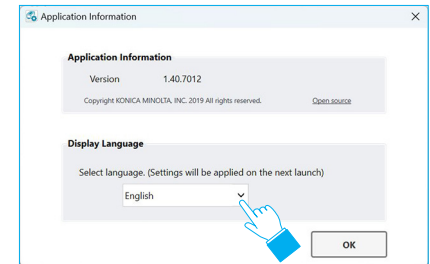 Application Information
Application Information
Version 1.40.7012
Copyright KONICA MINOLTA, INC. 2019 All rights reserved. Open source
Display Language
Select language. (Settings will be applied on the next launch)
English
OK